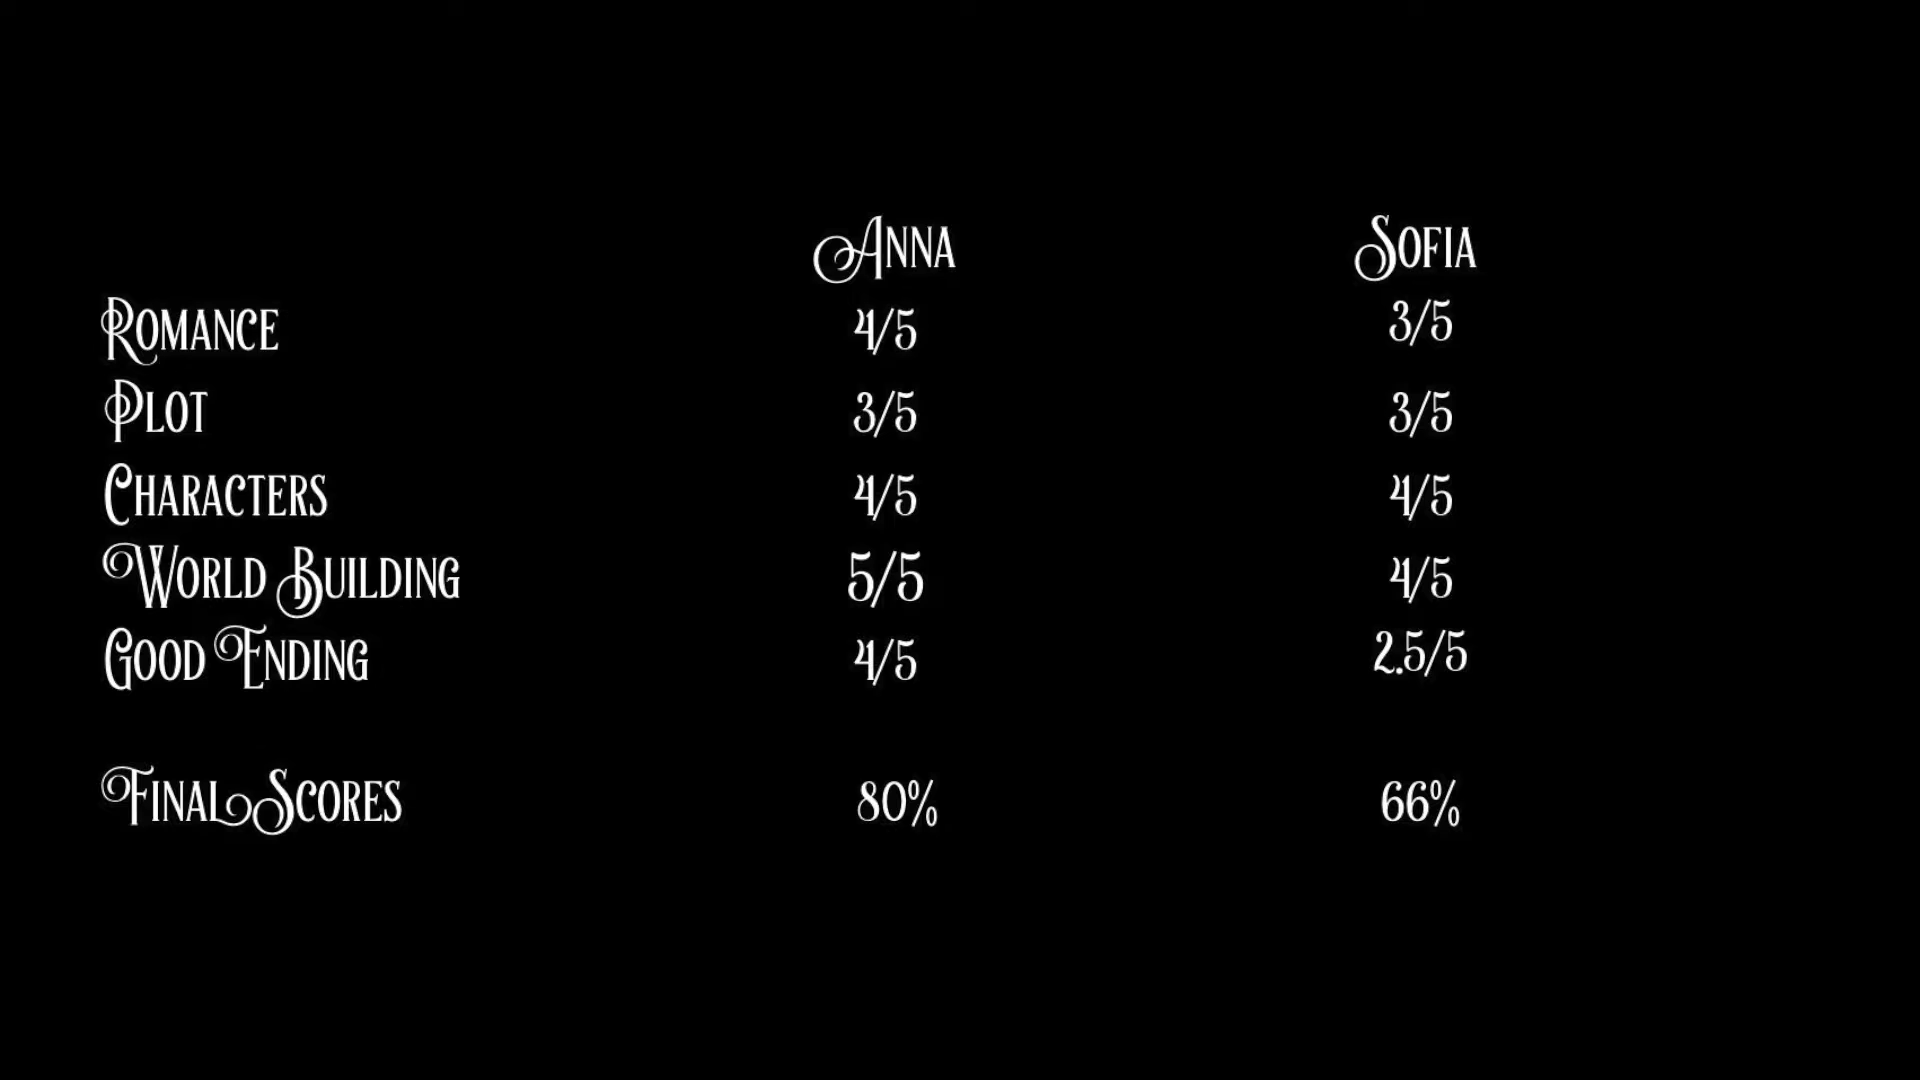 Anna Sofia
Romance 4/5 3/5
Plot 3/5 3/5
Characters 4/5 4/5
World Building 5/5 4/5
Good Ending 4/5 2.5/5
Final Scores 80% 66%